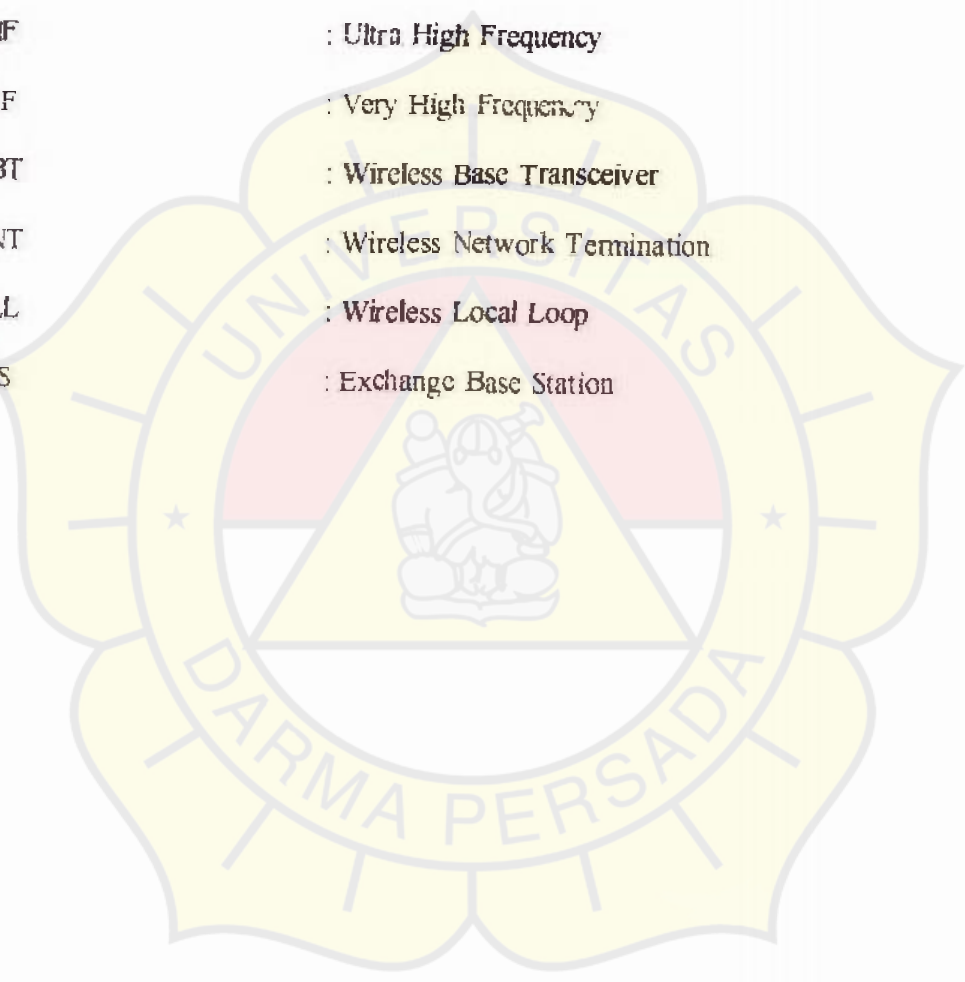 : Ultra High Frequency
F : Very High Frequency
: Wireless Base Transceiver
: Wireless Network Termination
: Wireless Local Loop
S : Exchange Base Station
UNIVERSITAS
DARMA PERSADA